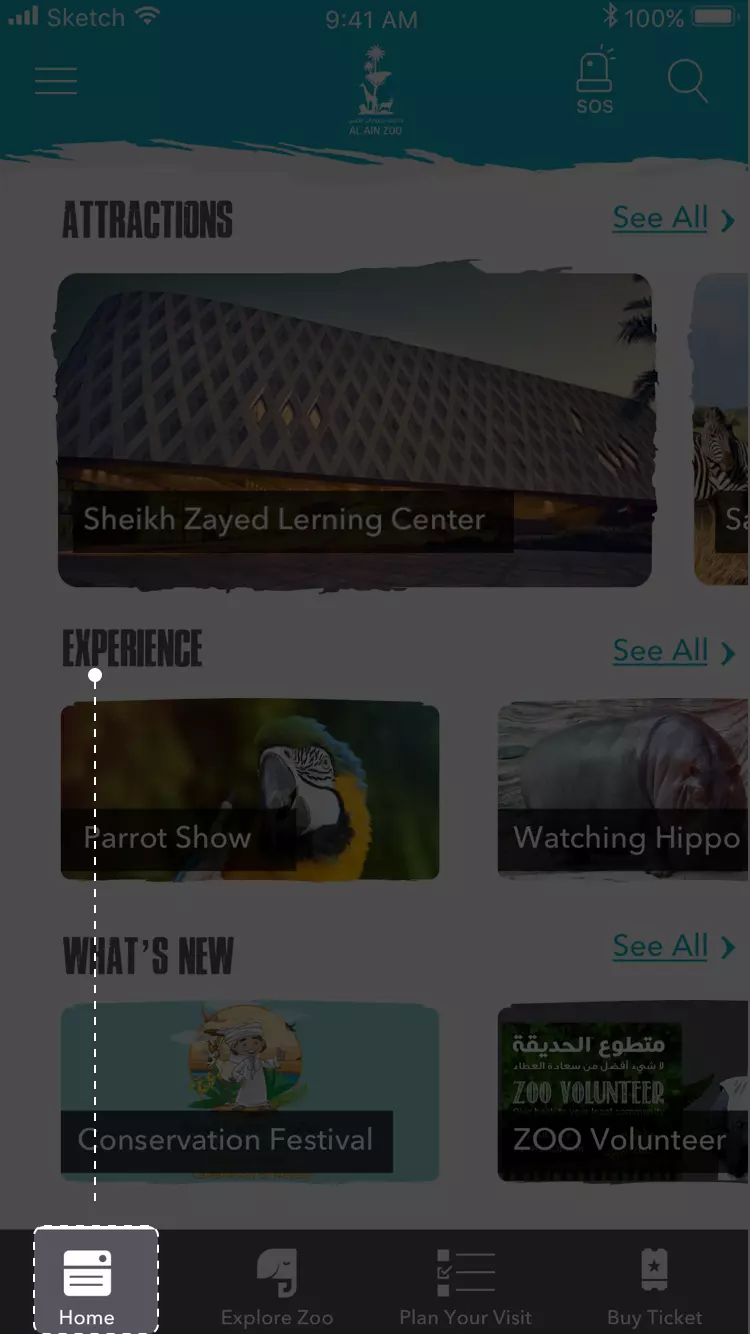 Sketch
9:41 AM
100%
SOS
AL AIN ZOO
ATTRACTIONS
See All
Sheikh Zayed Lerning Center
Sa
EXPERIENCE
See All
Parrot Show
Watching Hippo
WHAT'S NEW
See All
متطوع الحديقة
لا شيء أفضل من سعادة العطاء
ZOO VOLUNTEER
Conservation Festival
ZOO Volunteer
Home
Explore Zoo
Plan Your Visit
Buy Ticket